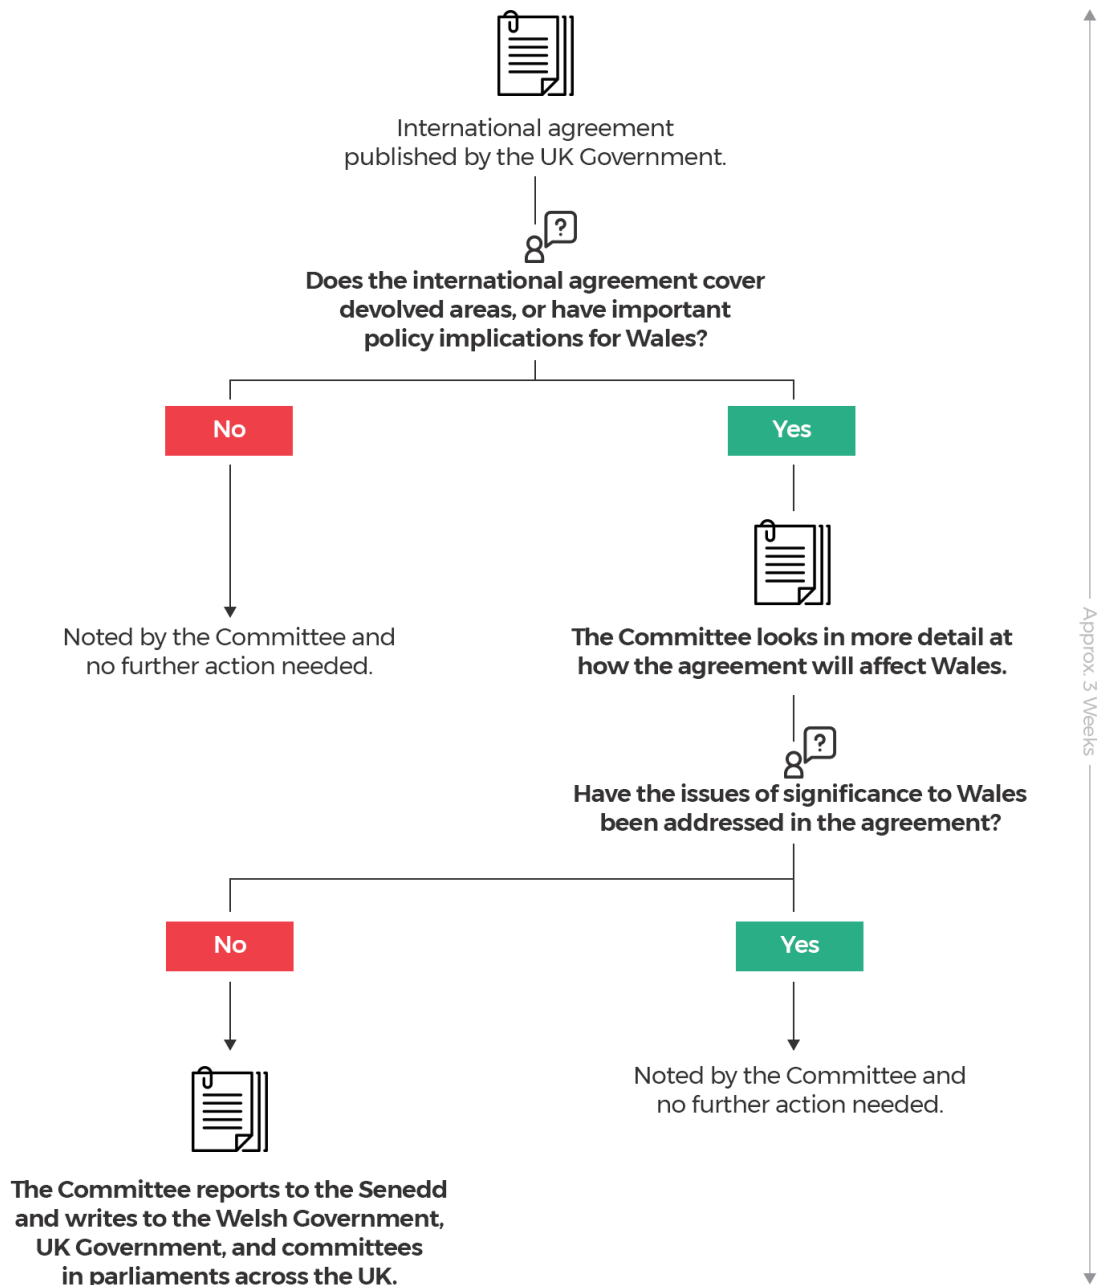 International agreement
published by the UK Government.
?
Does the international agreement cover
devolved areas, or have important
policy implications for Wales?
No
Yes
Noted by the Committee and
no further action needed.
The Committee looks in more detail at
how the agreement will affect Wales.
?
Have the issues of significance to Wales
been addressed in the agreement?
No
Yes
Noted by the Committee and
no further action needed.
The Committee reports to the Senedd
and writes to the Welsh Government,
UK Government, and committees
in parliaments across the UK.
Approx. 3 Weeks